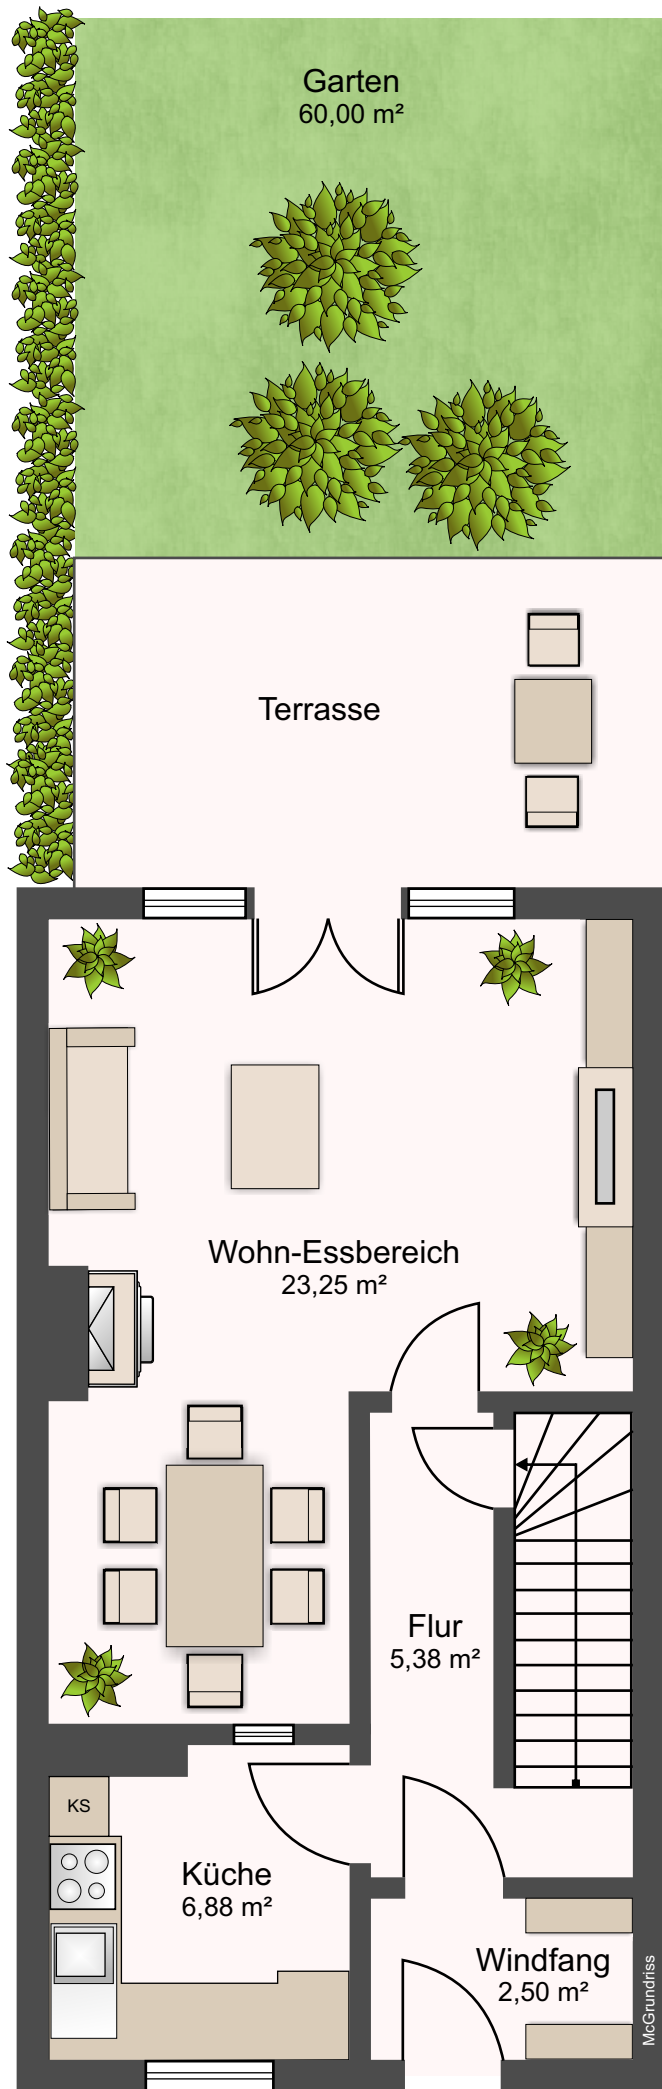 Garten
60,00 m²
Terrasse
Wohn-Essbereich
23,25 m²
Flur
5,38 m²
KS
Küche
6,88 m²
Windfang
2,50 m²
McGrundriss